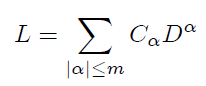 L = ∑_{|α|≤m} C_α D^α